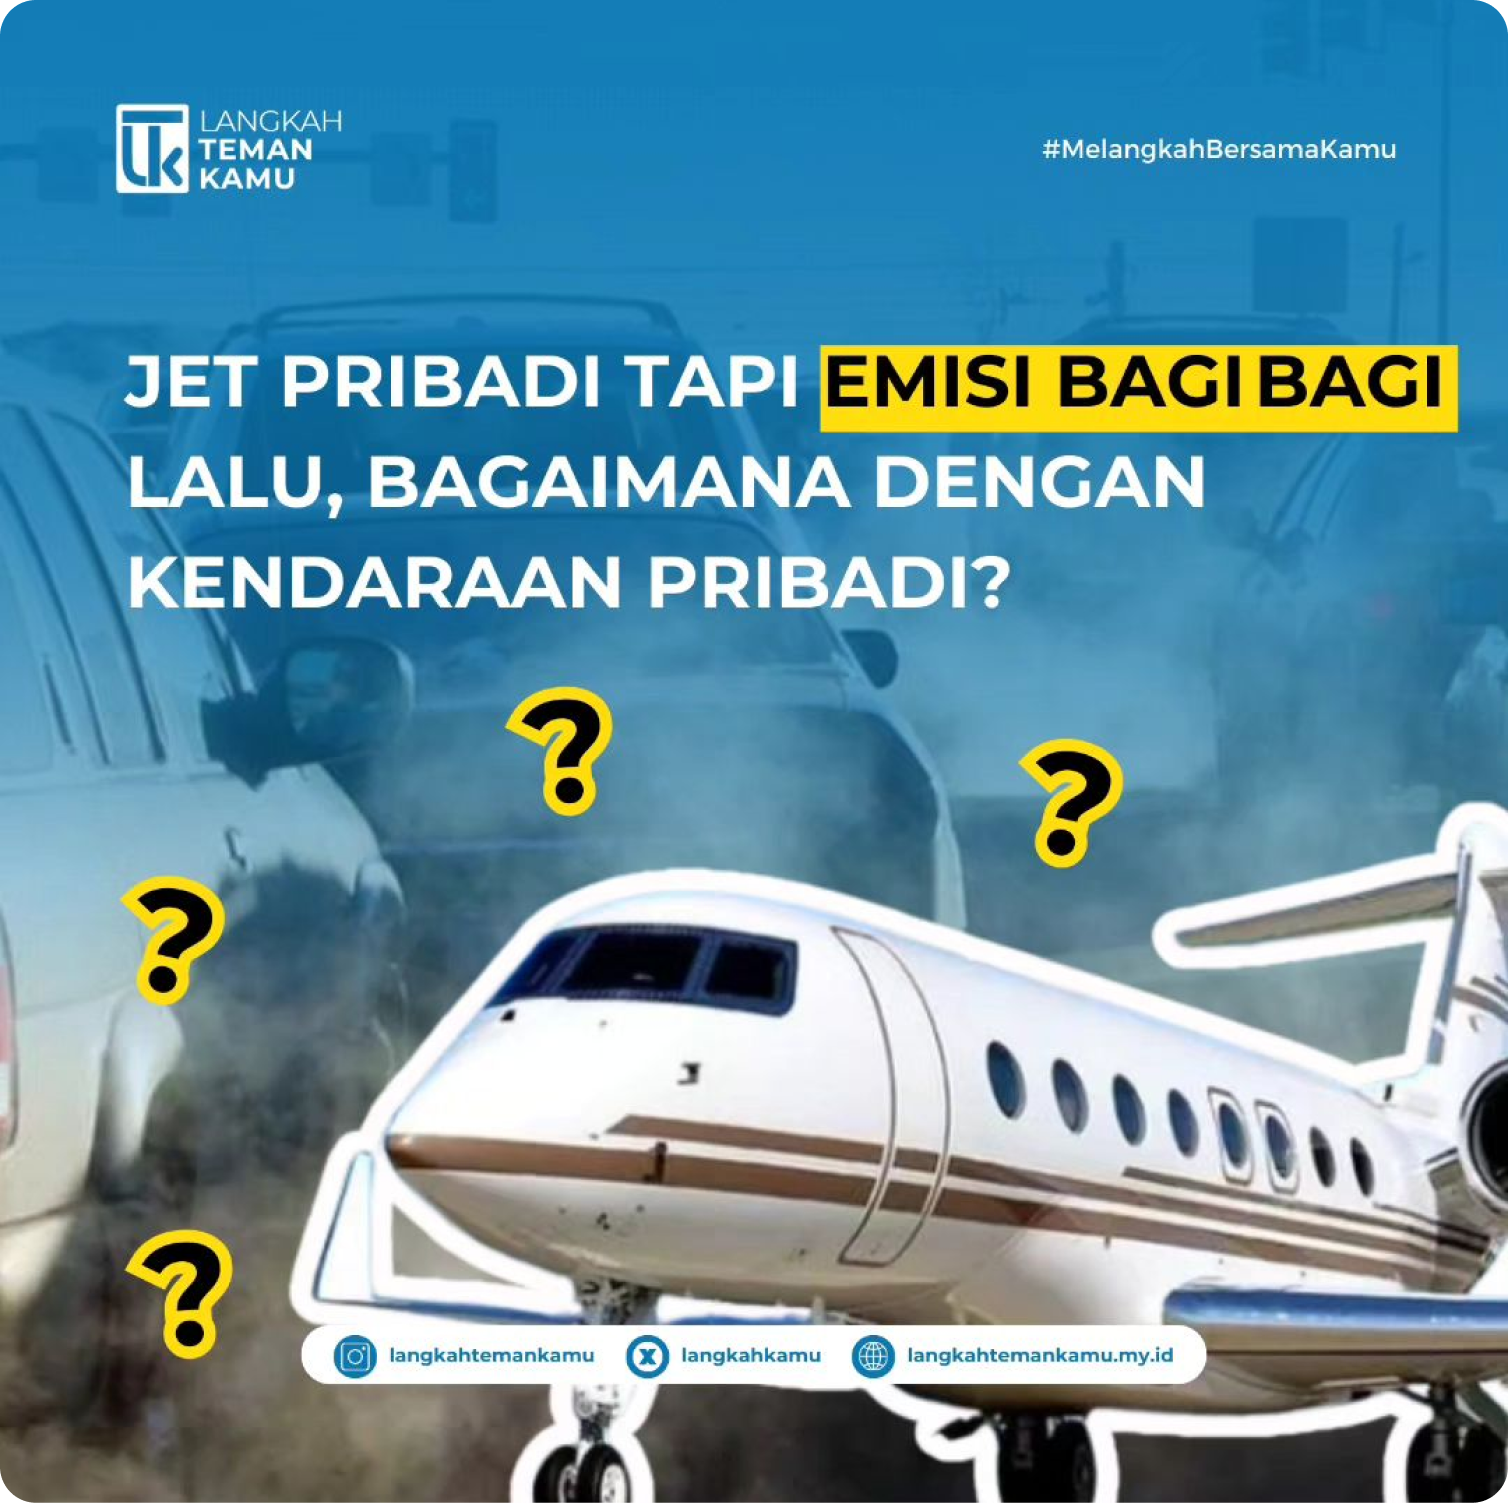 LANGKAH
TEMAN
KAMU
#MelangkahBersamaKamu
JET PRIBADI TAPI EMISI BAGI BAGI
LALU, BAGAIMANA DENGAN
KENDARAAN PRIBADI?
?
?
?
?
langkahtemankamu langkahkamu langkahtemankamu.my.id